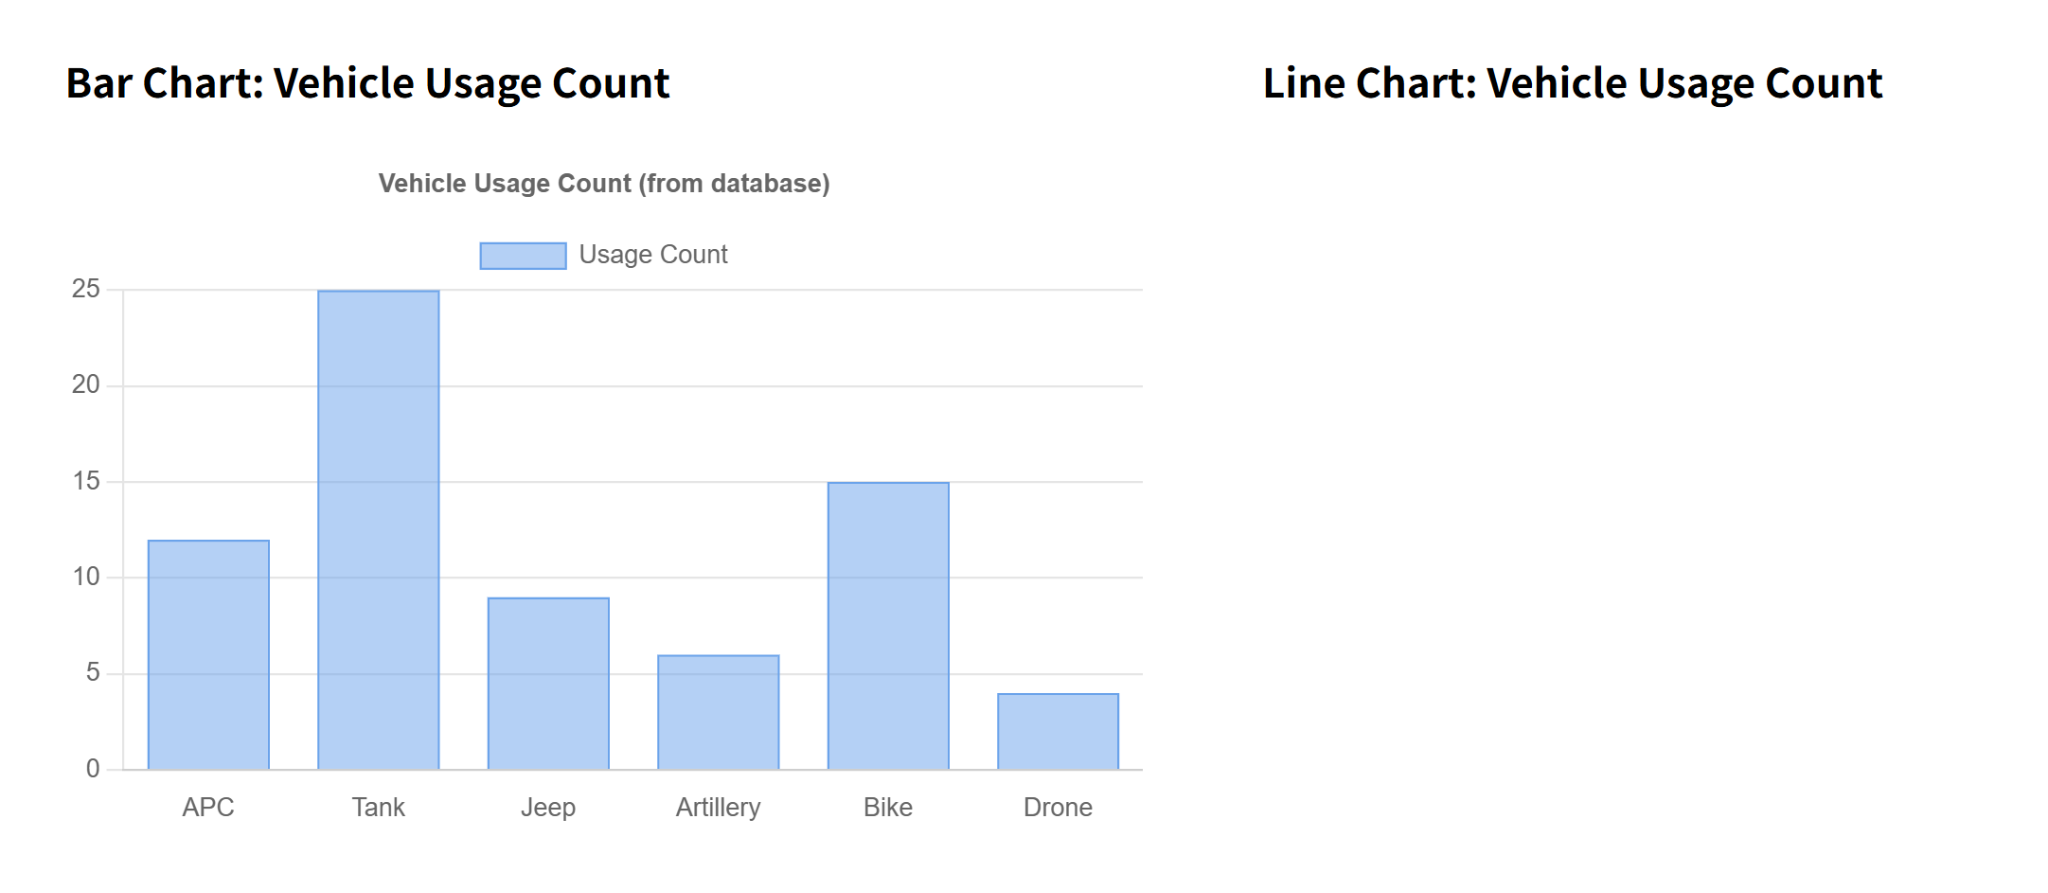 Bar Chart: Vehicle Usage Count
Vehicle Usage Count (from database)
Usage Count
25
20
15
10
5
0
APC Tank Jeep Artillery Bike Drone
Line Chart: Vehicle Usage Count